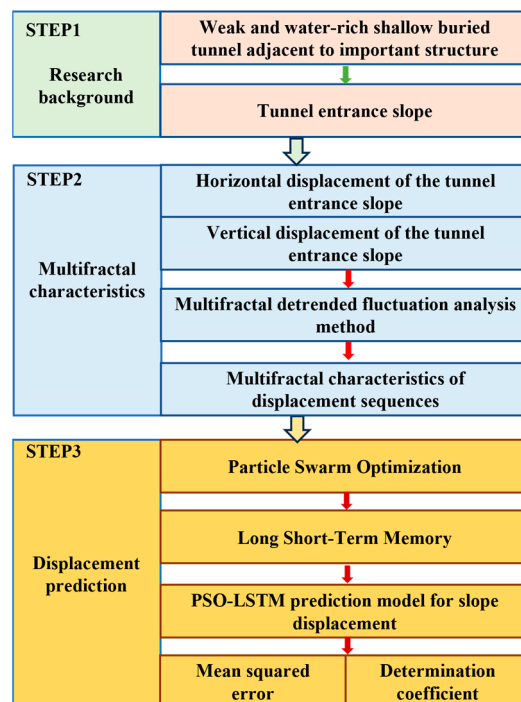 STEP1
Research
background
Weak and water-rich shallow buried
tunnel adjacent to important structure
Tunnel entrance slope
STEP2
Multifractal
characteristics
Horizontal displacement of the tunnel
entrance slope
Vertical displacement of the tunnel
entrance slope
Multifractal detrended fluctuation analysis
method
Multifractal characteristics of
displacement sequences
STEP3
Displacement
prediction
Particle Swarm Optimization
Long Short-Term Memory
PSO-LSTM prediction model for slope
displacement
Mean squared
error
Determination
coefficient